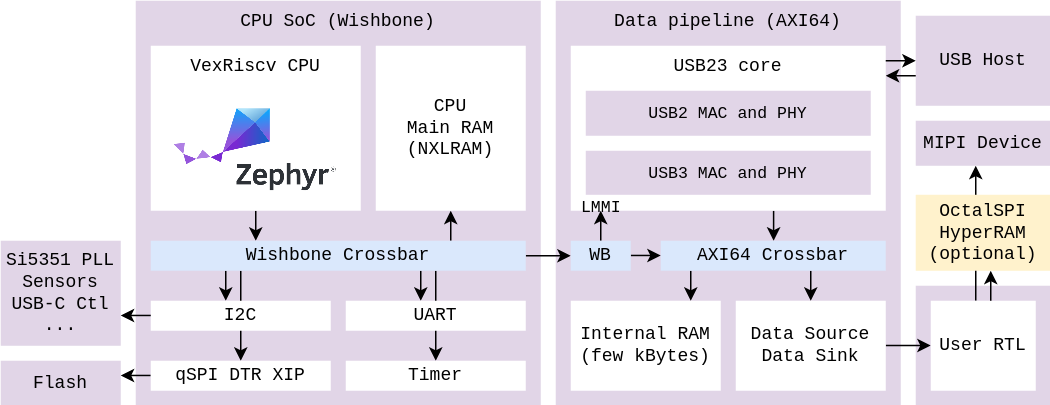 CPU SoC (Wishbone)
VexRiscv CPU
Zephyr
CPU
Main RAM
(NXLRAM)
Wishbone Crossbar
I2C
UART
qSPI DTR XIP
Timer
Si5351 PLL
Sensors
USB-C Ctl
...
Flash
Data pipeline (AXI64)
USB23 core
USB2 MAC and PHY
USB3 MAC and PHY
LMMI
WB
AXI64 Crossbar
Internal RAM
(few kBytes)
Data Source
Data Sink
USB Host
MIPI Device
OctalSPI
HyperRAM
(optional)
User RTL